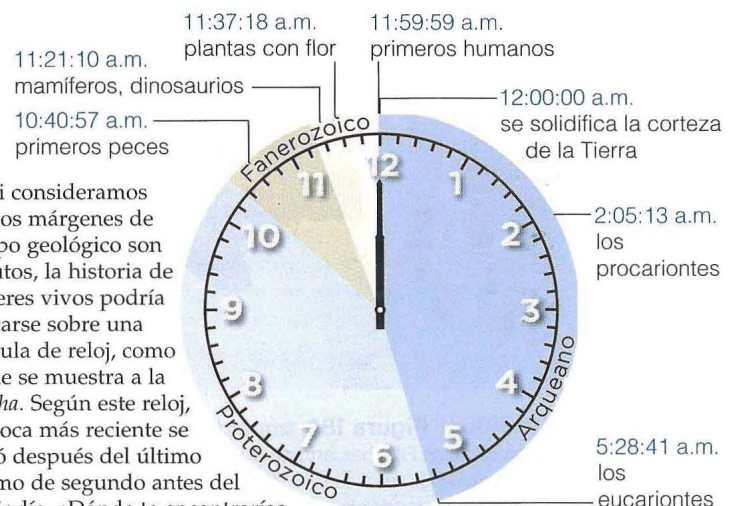 11:37:18 a.m.
plantas con flor
11:59:59 a.m.
primeros humanos
11:21:10 a.m.
mamíferos, dinosaurios
10:40:57 a.m.
primeros peces
12:00:00 a.m.
se solidifica la corteza
de la Tierra
2:05:13 a.m.
los
procariontes
5:28:41 a.m.
los
eucariontes
Fanerozoico
Arqueano
Proterozoico
12
1
2
3
4
5
6
7
8
9
10
11
i consideramos
os márgenes de
po geológico son
utos, la historia de
eres vivos podría
arse sobre una
ula de reloj, como
e se muestra a la
ha. Según este reloj,
oca más reciente se
ó después del último
mo de segundo antes del